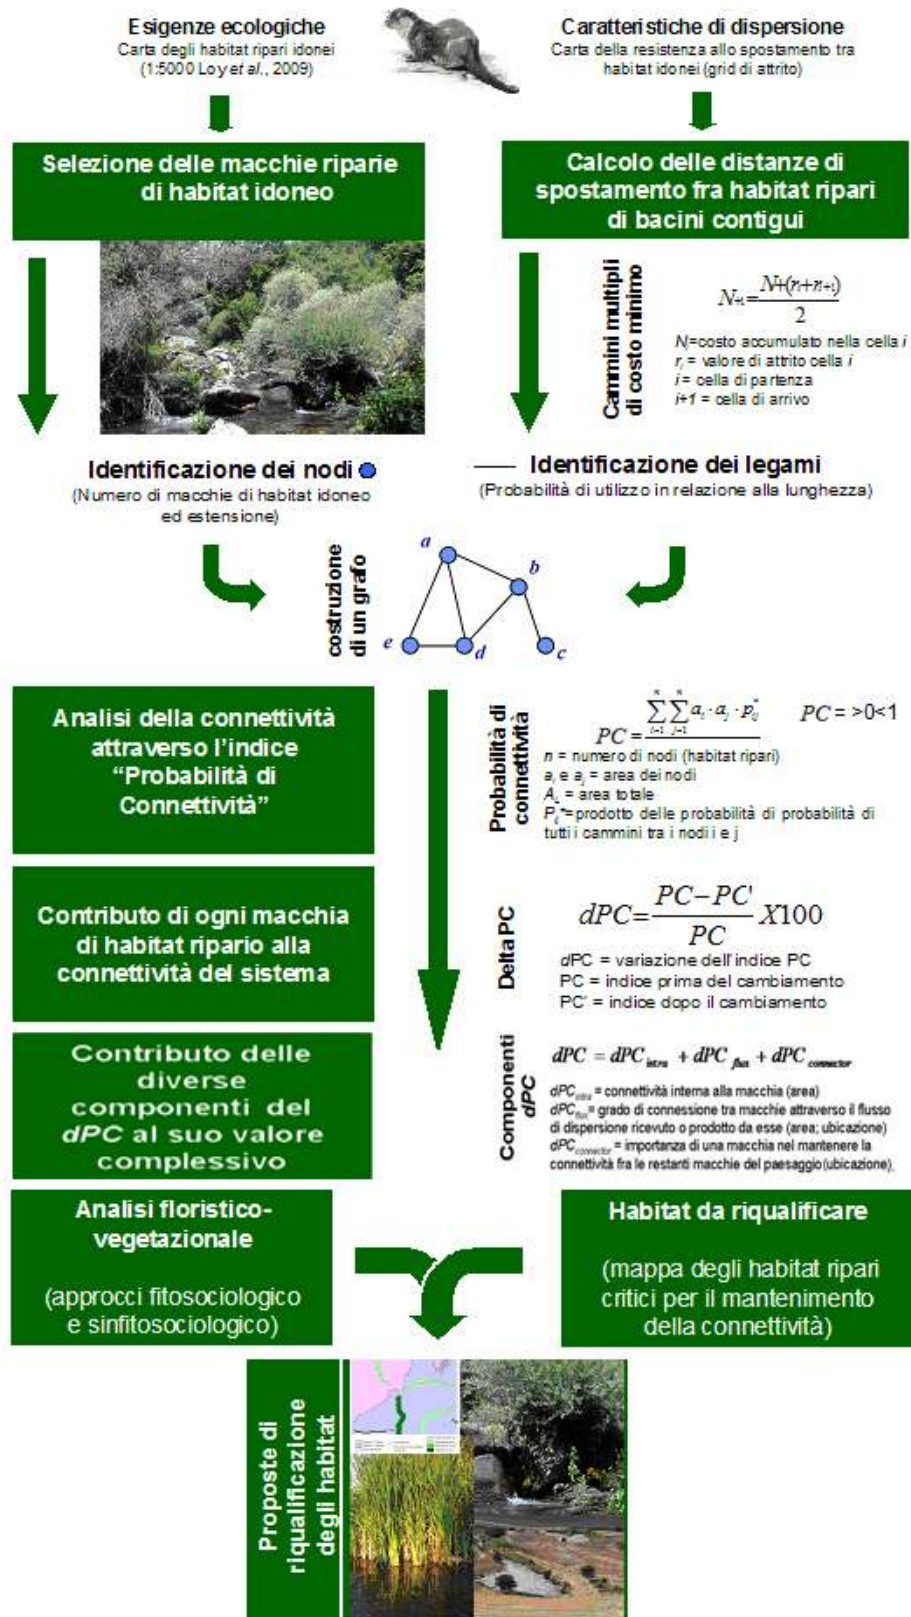 Esigenze ecologiche
Carta degli habitat ripari idonei
(1:5000 Loy et al., 2009)
Caratteristiche di dispersione
Carta della resistenza allo spostamento tra
habitat idonei (grid di attrito)
Selezione delle macchie riparie
di habitat idoneo
Calcolo delle distanze di
spostamento fra habitat ripari
di bacini contigui
Cammini multipli
di costo minimo
N+1=N+(ri+ri+1)/2
Ni=costo accumulato nella cella i
ri = valore di attrito cella i
i = cella di partenza
i+1 = cella di arrivo
Identificazione dei nodi
(Numero di macchie di habitat idoneo
ed estensione)
Identificazione dei legami
(Probabilità di utilizzo in relazione alla lunghezza)
costruzione
di un grafo
a
b
e
d
c
Analisi della connettività
attraverso l'indice
“Probabilità di
Connettività”
Probabilità di
connettività
PC = n∑i=1 n∑j=1 ai · aj · p*ij
PC = >0<1
n = numero di nodi (habitat ripari)
ai e aj = area dei nodi
AL = area totale
Pij*=prodotto delle probabilità di probabilità di
tutti i cammini tra i nodi i e j
Contributo di ogni macchia
di habitat ripario alla
connettività del sistema
Delta PC
dPC=PC–PC'/PC X100
dPC = variazione dell'indice PC
PC = indice prima del cambiamento
PC' = indice dopo il cambiamento
Contributo delle
diverse
componenti del
dPC al suo valore
complessivo
Componenti
dPC
dPC = dPCintra + dPCflux + dPCconnector
dPCintra = connettività interna alla macchia (area)
dPCflux= grado di connessione tra macchie attraverso il flusso
di dispersione ricevuto o prodotto da esse (area; ubicazione)
dPCconnector = importanza di una macchia nel mantenere la
connettività fra le restanti macchie del paesaggio (ubicazione).
Analisi floristico-
vegetazionale
(approcci fitosociologico
e sinfitosociologico)
Habitat da riqualificare
(mappa degli habitat ripari
critici per il mantenimento
della connettività)
Proposte di
riqualificazione
degli habitat